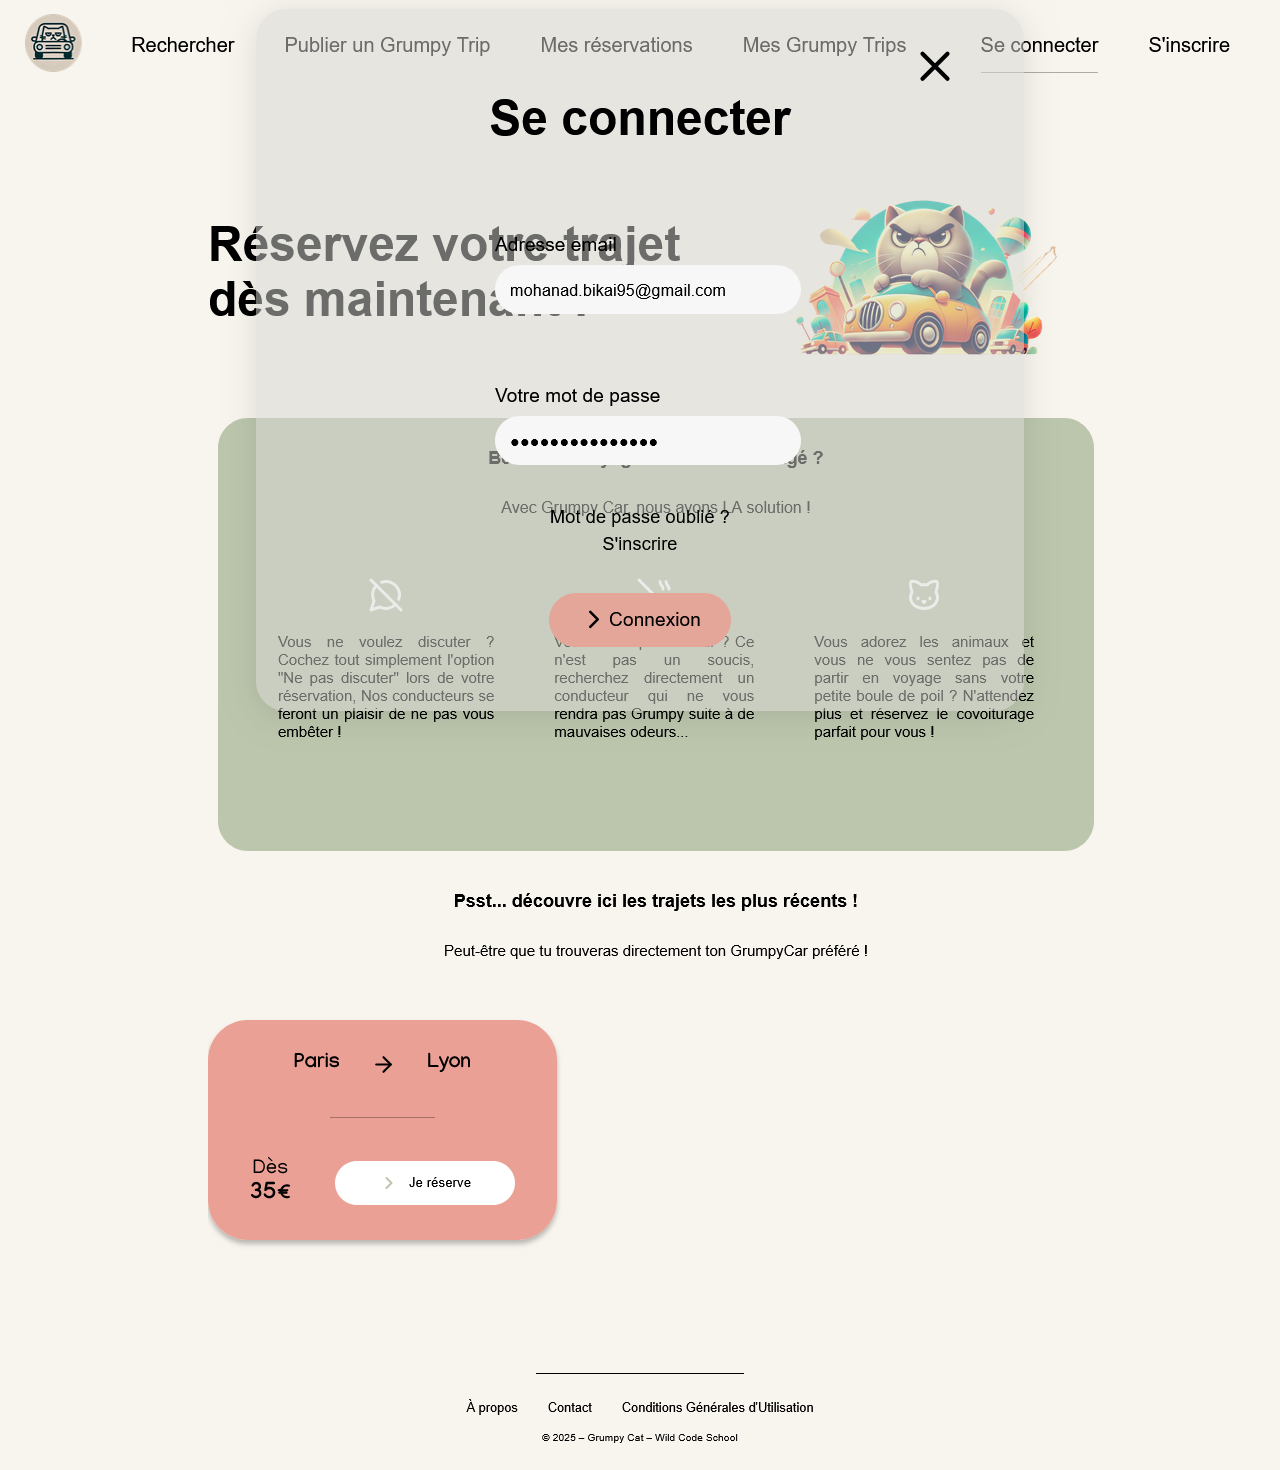 Rechercher
Publier un Grumpy Trip
Mes réservations
Mes Grumpy Trips
Se connecter
S'inscrire
Se connecter
Réservez votre trajet
dès maintenant
Adresse email
mohanad.bikai95@gmail.com
Votre mot de passe
•••••••••••••••
Avec Grumpy Car, nous avons LA solution !
Mot de passe oublié ?
S'inscrire
Connexion
Vous ne voulez discuter ?
Cochez tout simplement l'option
"Ne pas discuter" lors de votre
réservation, Nos conducteurs se
feront un plaisir de ne pas vous
embêter !
? Ce
n'est pas un soucis,
recherchez directement un
conducteur qui ne vous
rendra pas Grumpy suite à de
mauvaises odeurs...
Vous adorez les animaux et
vous ne vous sentez pas de
partir en voyage sans votre
petite boule de poil ? N'attendez
plus et réservez le covoiturage
parfait pour vous !
Psst... découvre ici les trajets les plus récents !
Peut-être que tu trouveras directement ton GrumpyCar préféré !
Paris → Lyon
Dès
35€
Je réserve
À propos
Contact
Conditions Générales d'Utilisation
© 2025 – Grumpy Cat – Wild Code School